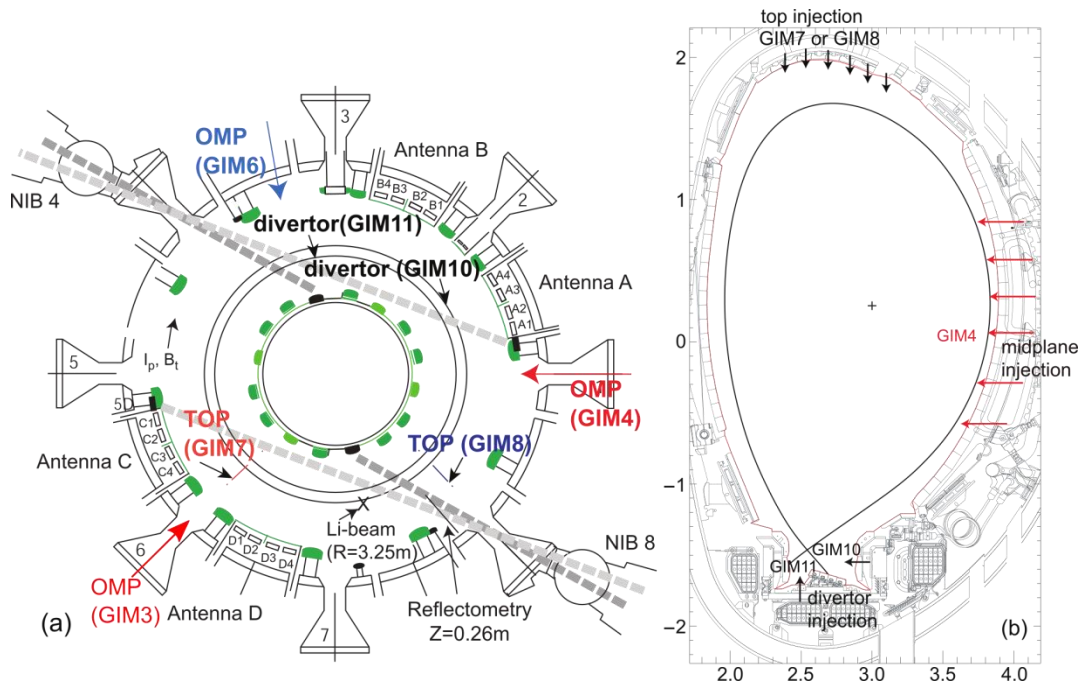 3
OMP
(GIM6)
Antenna B
B4
B3
B2
B1
2
NIB 4
divertor(GIM11)
divertor (GIM10)
A4
A3
A2
A1
Antenna A
I_p, B_t
5
5D
OMP
(GIM4)
C1
C2
C3
C4
TOP
(GIM7)
TOP (GIM8)
Antenna C
Li-beam
(R=3.25m)
NIB 8
6
D1
D2
D3
D4
OMP
(GIM3)
Antenna D
7
Reflectometry
Z=0.26m
(a)
top injection
GIM7 or GIM8
2
1
0
−1
−2
GIM4
midplane
injection
GIM10
GIM11
divertor
injection
(b)
2.0
2.5
3.0
3.5
4.0